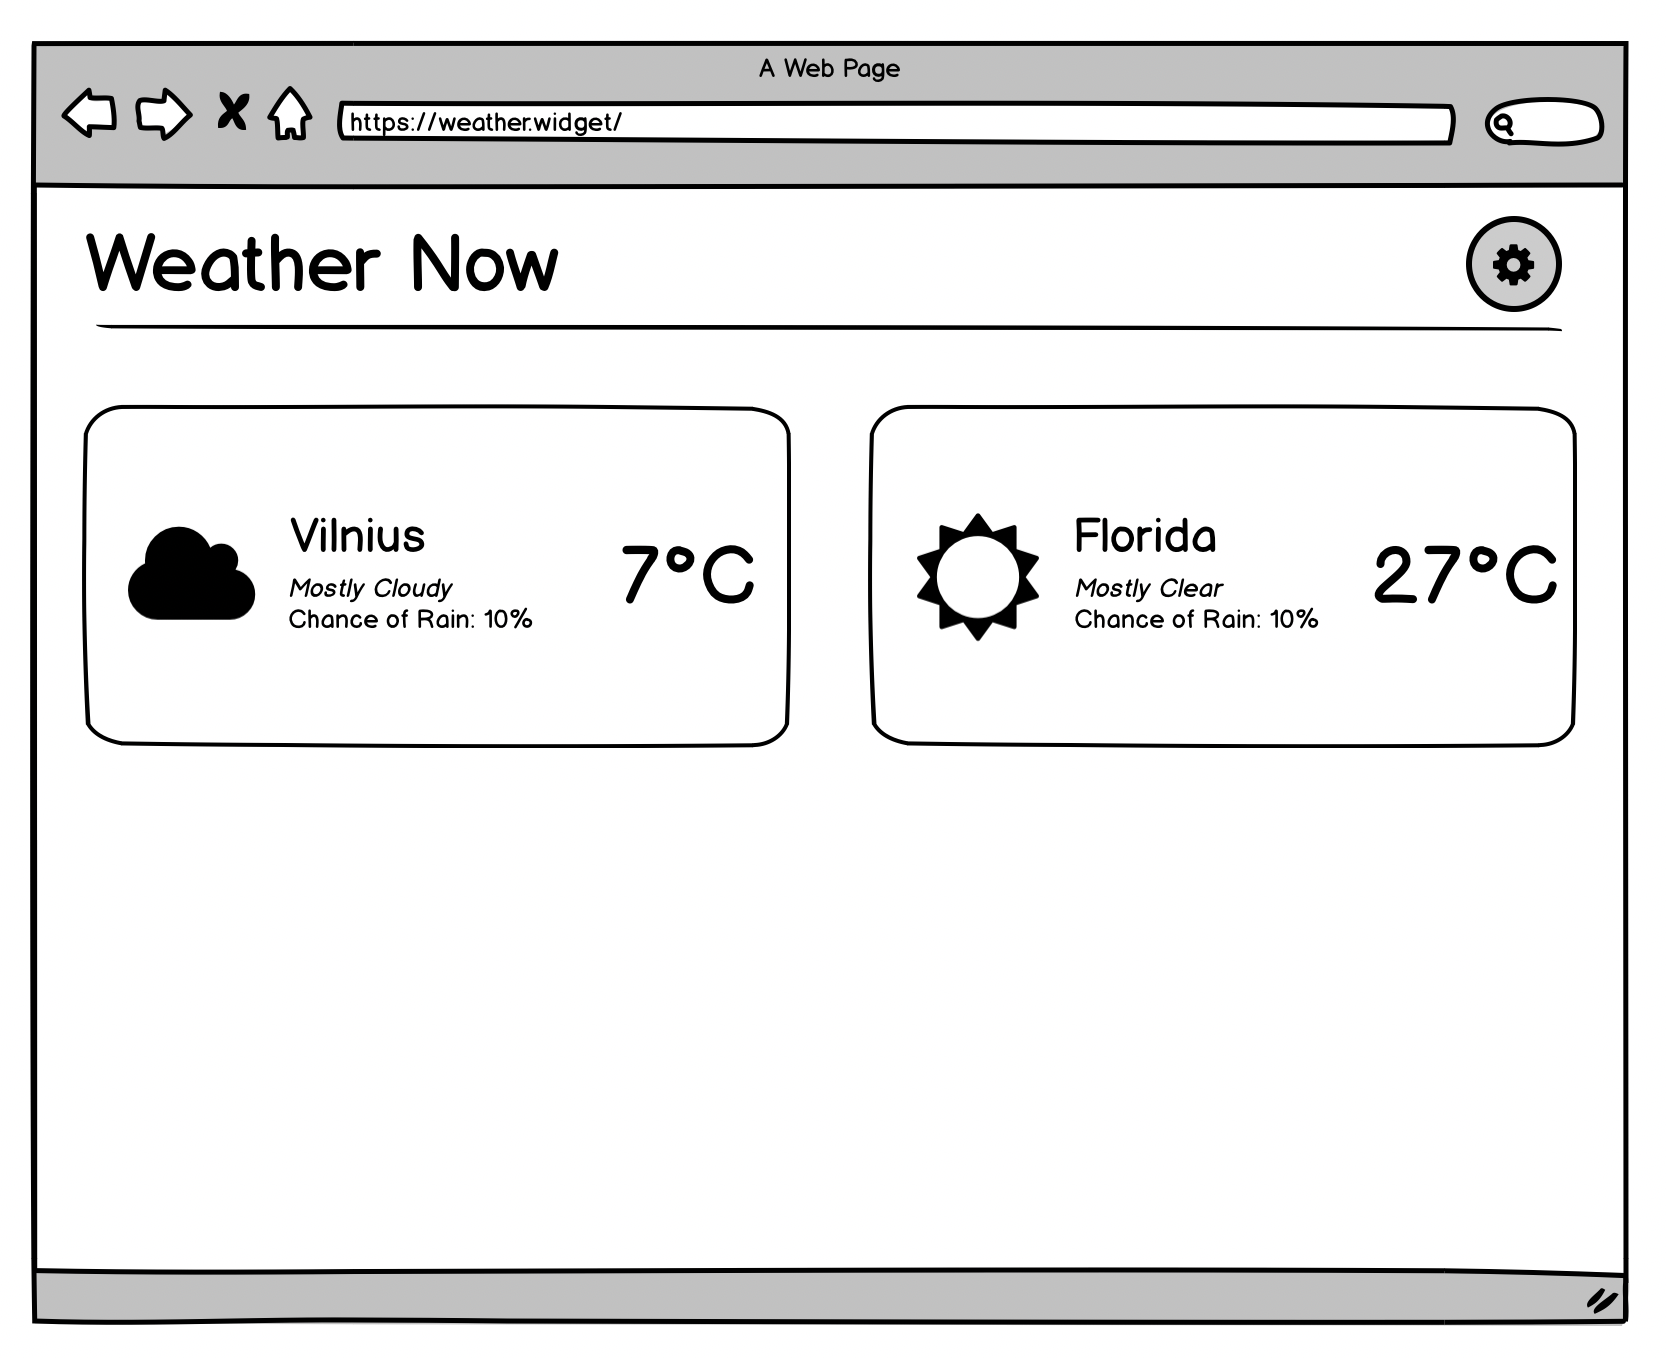 A Web Page
https://weather.widget/
Weather Now
Vilnius
Mostly Cloudy
Chance of Rain: 10%
7°C
Florida
Mostly Clear
Chance of Rain: 10%
27°C